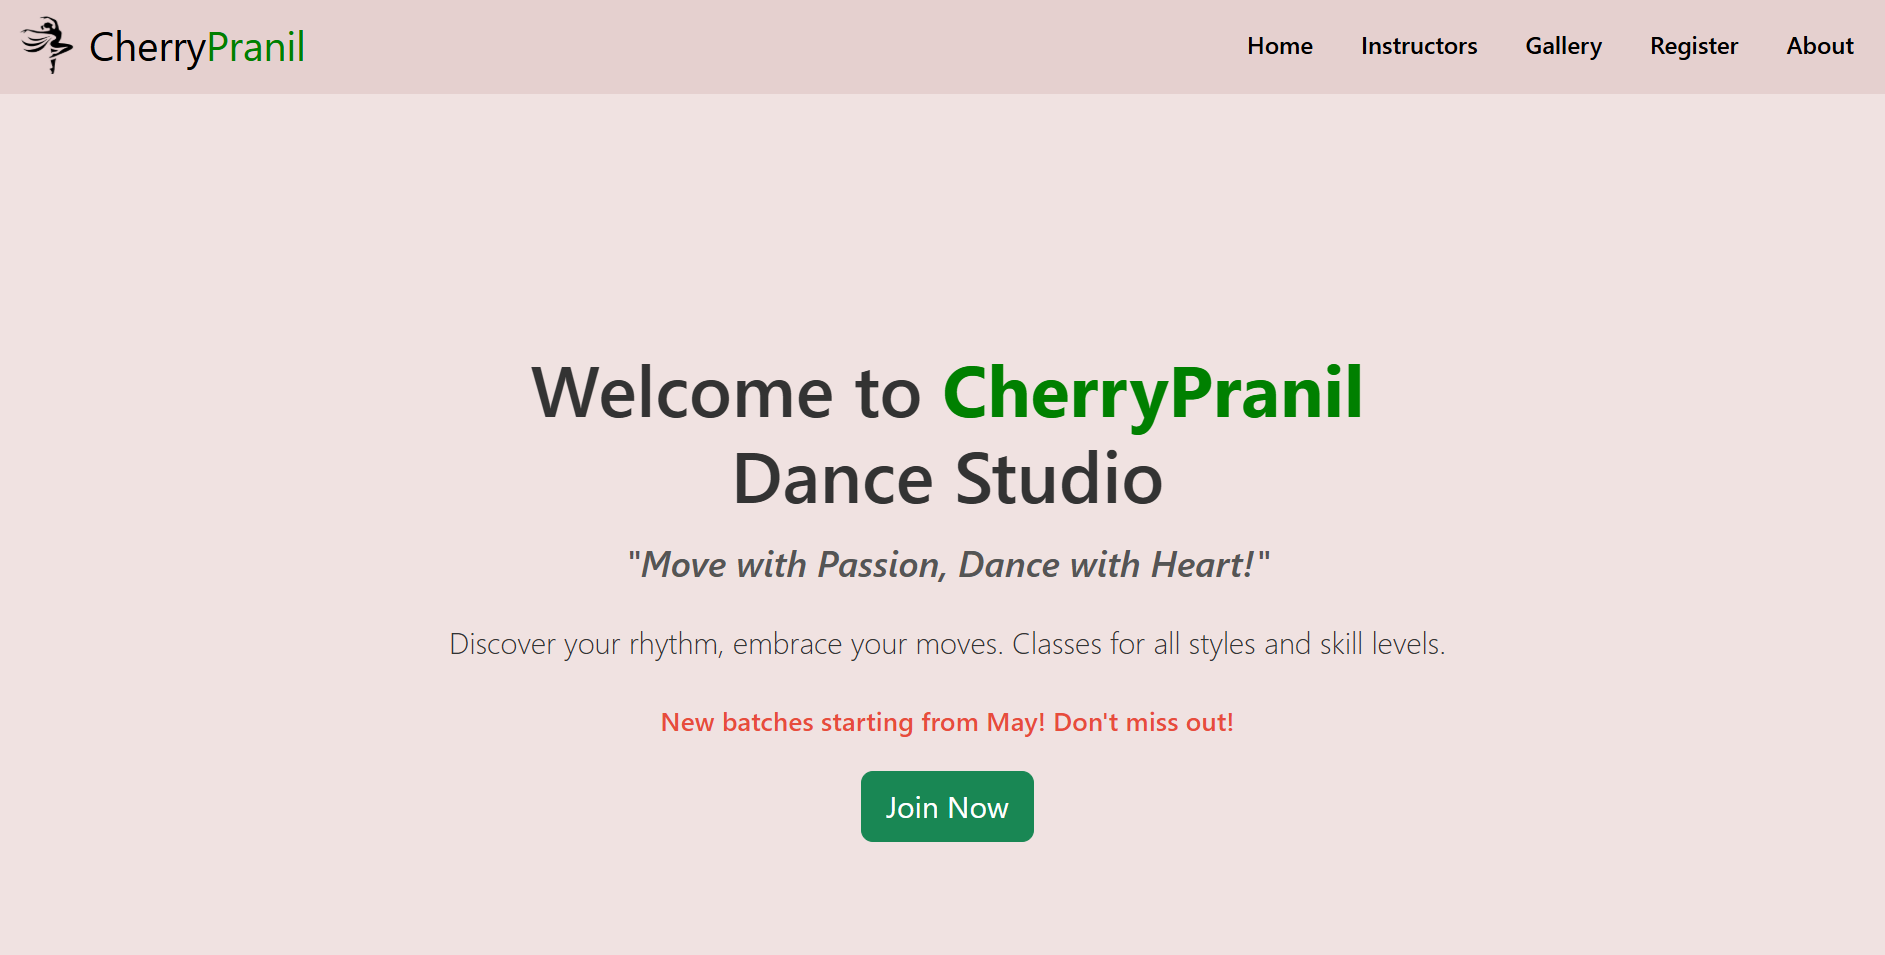 CherryPranil
Home Instructors Gallery Register About
Welcome to CherryPranil
Dance Studio
"Move with Passion, Dance with Heart!"
Discover your rhythm, embrace your moves. Classes for all styles and skill levels.
New batches starting from May! Don't miss out!
Join Now